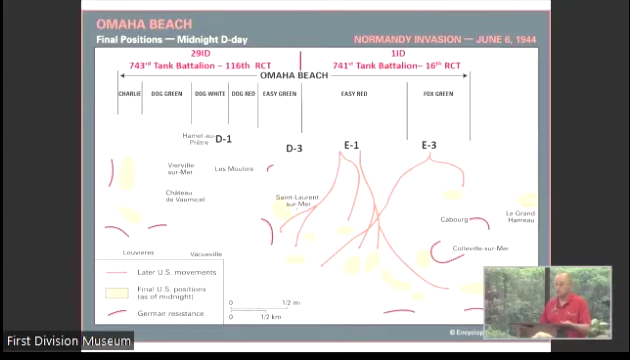 OMAHA BEACH
Final Positions — Midnight D-day
NORMANDY INVASION — JUNE 6, 1944
29ID
1ID
743rd Tank Battalion – 116th RCT
741st Tank Battalion– 16th RCT
OMAHA BEACH
CHARLIE
DOG GREEN
DOG WHITE
DOG RED
EASY GREEN
EASY RED
FOX GREEN
Hamel-au-
Prêtre
D-1
D-3
E-1
E-3
Vierville
sur-Mer
Les Moulins
Château
de Vaumicel
Saint-Laurent
sur-Mer
Cabourg
Le Grand
Hameau
Colleville-sur-Mer
Louvieres
Vacueville
Later U.S. movements
Final U.S. positions
(as of midnight)
German resistance
0
1/2 mi
0
1/2 km
© Encyclop
First Division Museum